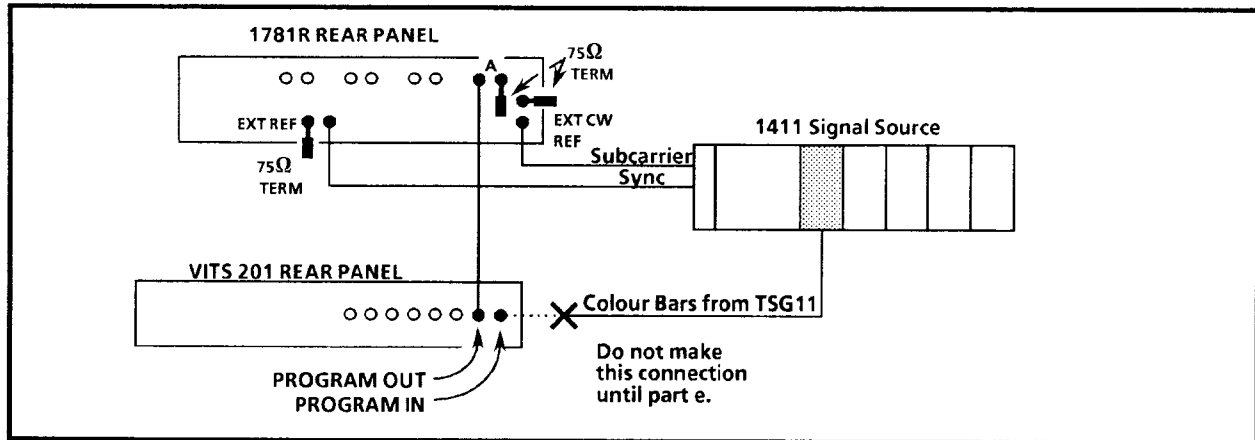 1781R REAR PANEL
A
75Ω
TERM
EXT REF
EXT CW
REF
75Ω
TERM
1411 Signal Source
Subcarrier
Sync
VITS 201 REAR PANEL
Colour Bars from TSG11
Do not make
this connection
until part e.
PROGRAM OUT
PROGRAM IN